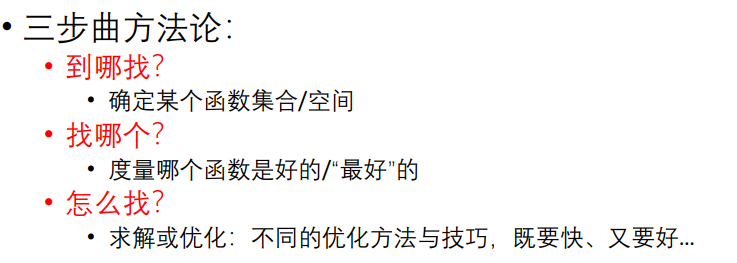 • 三步曲方法论：
• 到哪找？
• 确定某个函数集合/空间
• 找哪个？
• 度量哪个函数是好的/“最好”的
• 怎么找？
• 求解或优化：不同的优化方法与技巧，既要快、又要好…